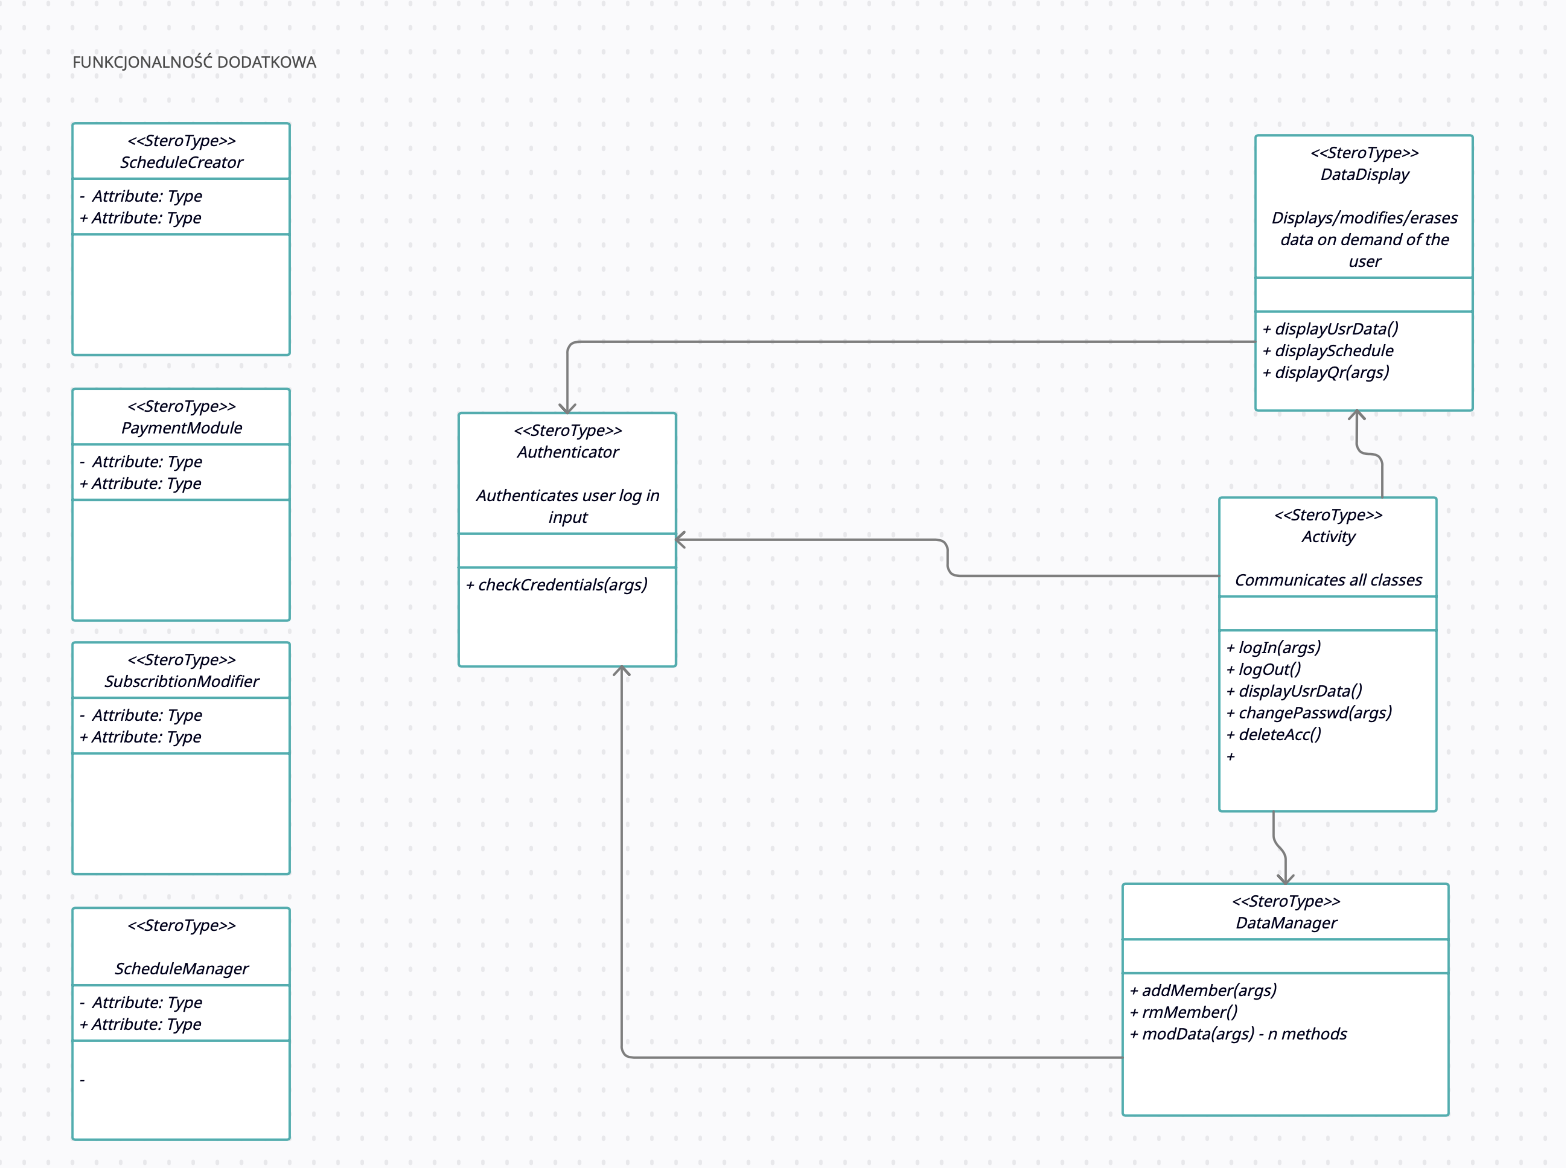 FUNKCJONALNOŚĆ DODATKOWA
<<SteroType>>
ScheduleCreator
- Attribute: Type
+ Attribute: Type
<<SteroType>>
PaymentModule
- Attribute: Type
+ Attribute: Type
<<SteroType>>
SubscribtionModifier
- Attribute: Type
+ Attribute: Type
<<SteroType>>
ScheduleManager
- Attribute: Type
+ Attribute: Type
-
<<SteroType>>
Authenticator
Authenticates user log in
input
+ checkCredentials(args)
<<SteroType>>
DataDisplay
Displays/modifies/erases
data on demand of the
user
+ displayUsrData()
+ displaySchedule
+ displayQr(args)
<<SteroType>>
Activity
Communicates all classes
+ logIn(args)
+ logOut()
+ displayUsrData()
+ changePasswd(args)
+ deleteAcc()
+
<<SteroType>>
DataManager
+ addMember(args)
+ rmMember()
+ modData(args) - n methods